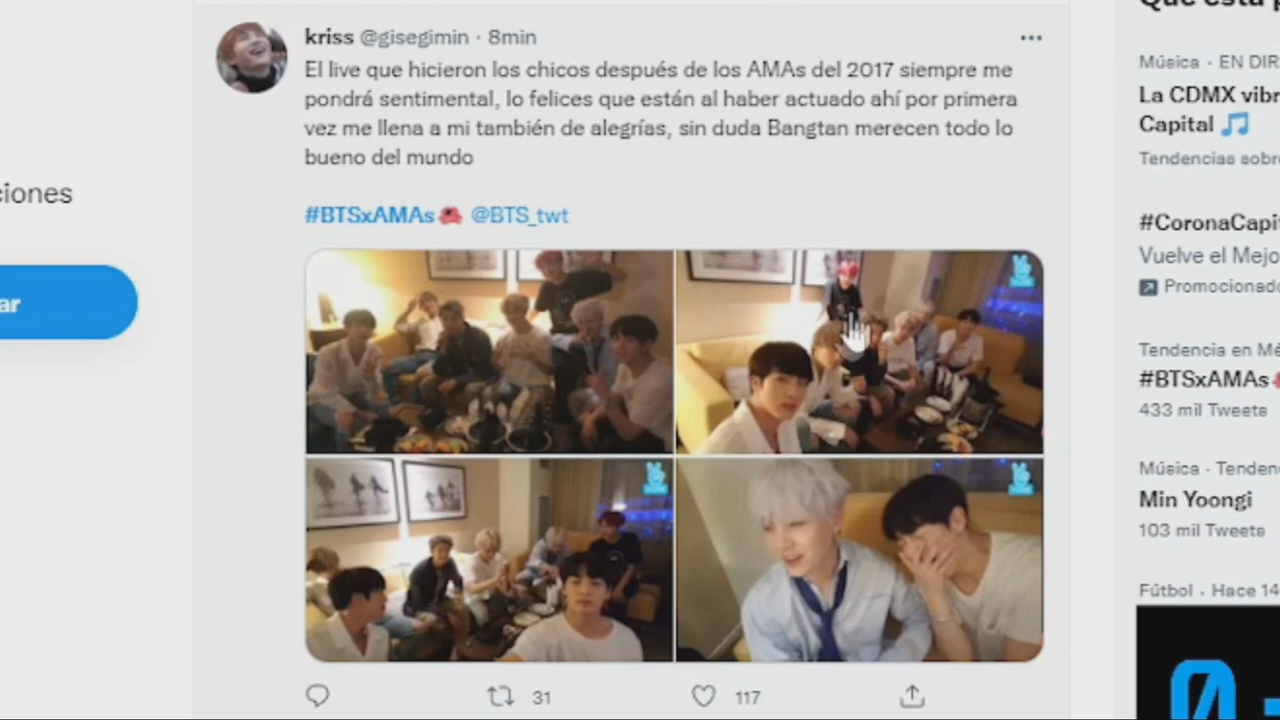 kriss @gisegimin · 8min
El live que hicieron los chicos después de los AMAs del 2017 siempre me
pondrá sentimental, lo felices que están al haber actuado ahí por primera
vez me llena a mi también de alegrías, sin duda Bangtan merecen todo lo
bueno del mundo
#BTSxAMAs @BTS_twt
31
117
ciones
ar
Música · EN DIR
La CDMX vibr
Capital
Tendencias sobre
#CoronaCapit
Vuelve el Mejo
Promocionado
Tendencia en Mé
#BTSxAMAs
433 mil Tweets
Música · Tendenc
Min Yoongi
103 mil Tweets
Fútbol · Hace 14